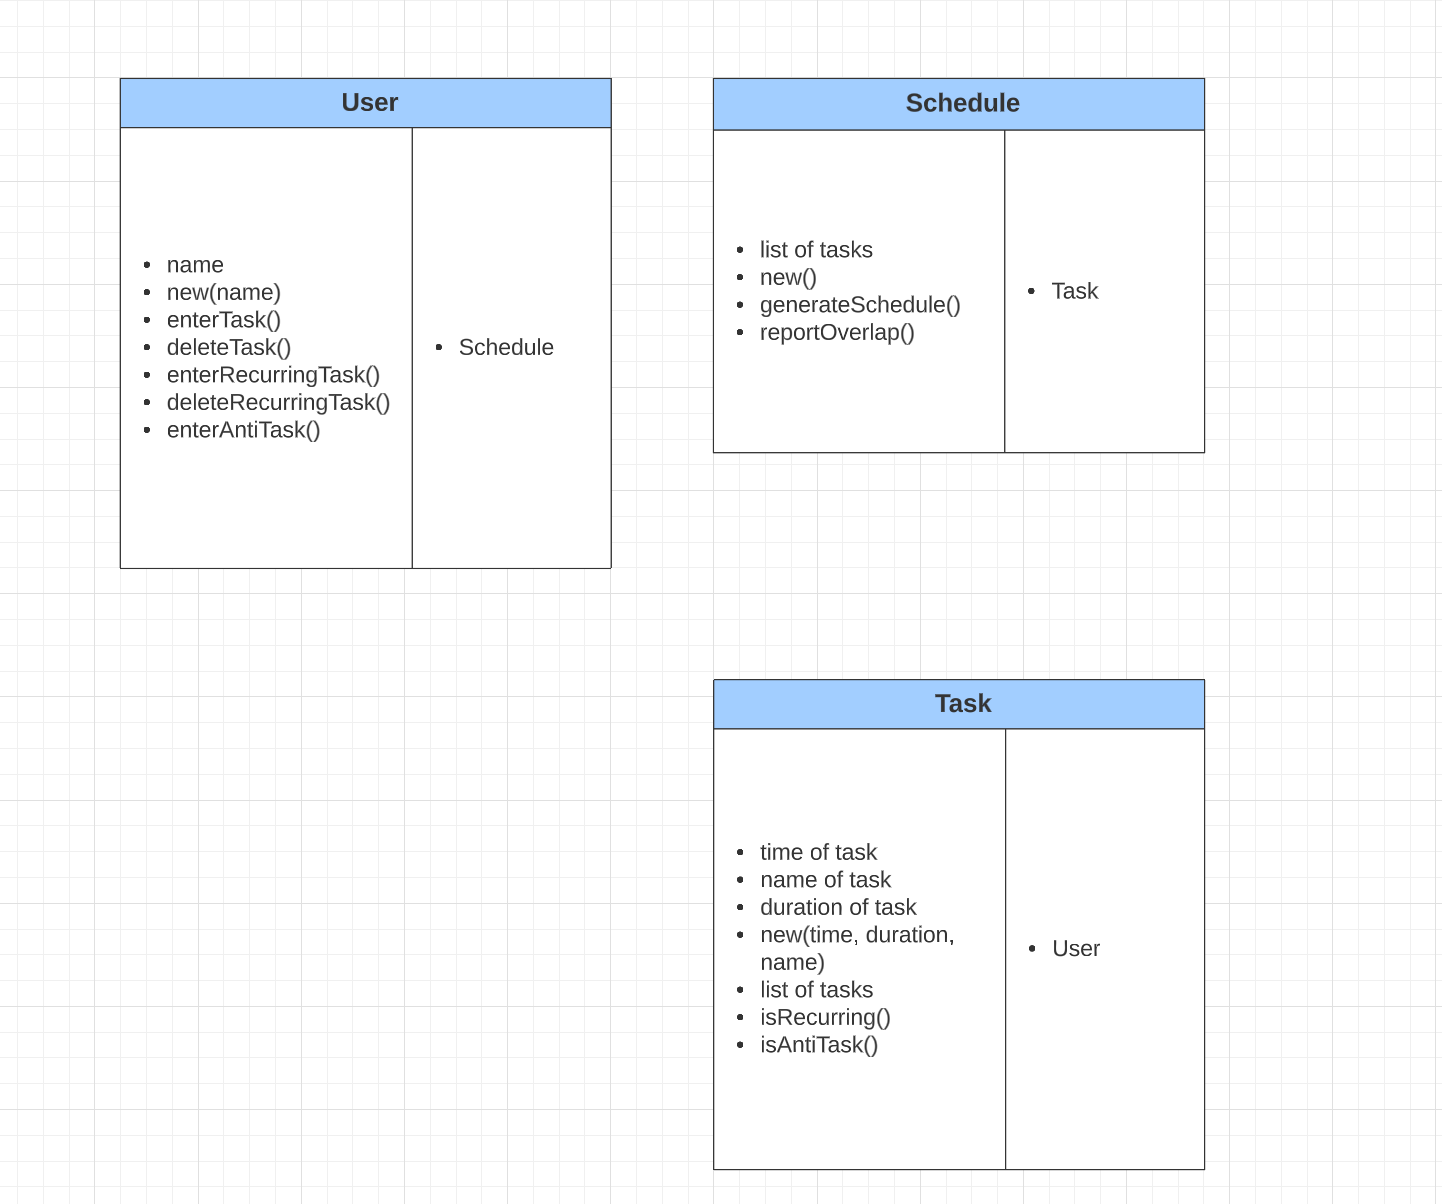 User
• name
• new(name)
• enterTask()
• deleteTask()
• enterRecurringTask()
• deleteRecurringTask()
• enterAntiTask()
• Schedule
Schedule
• list of tasks
• new()
• generateSchedule()
• reportOverlap()
• Task
Task
• time of task
• name of task
• duration of task
• new(time, duration,
name)
• list of tasks
• isRecurring()
• isAntiTask()
• User